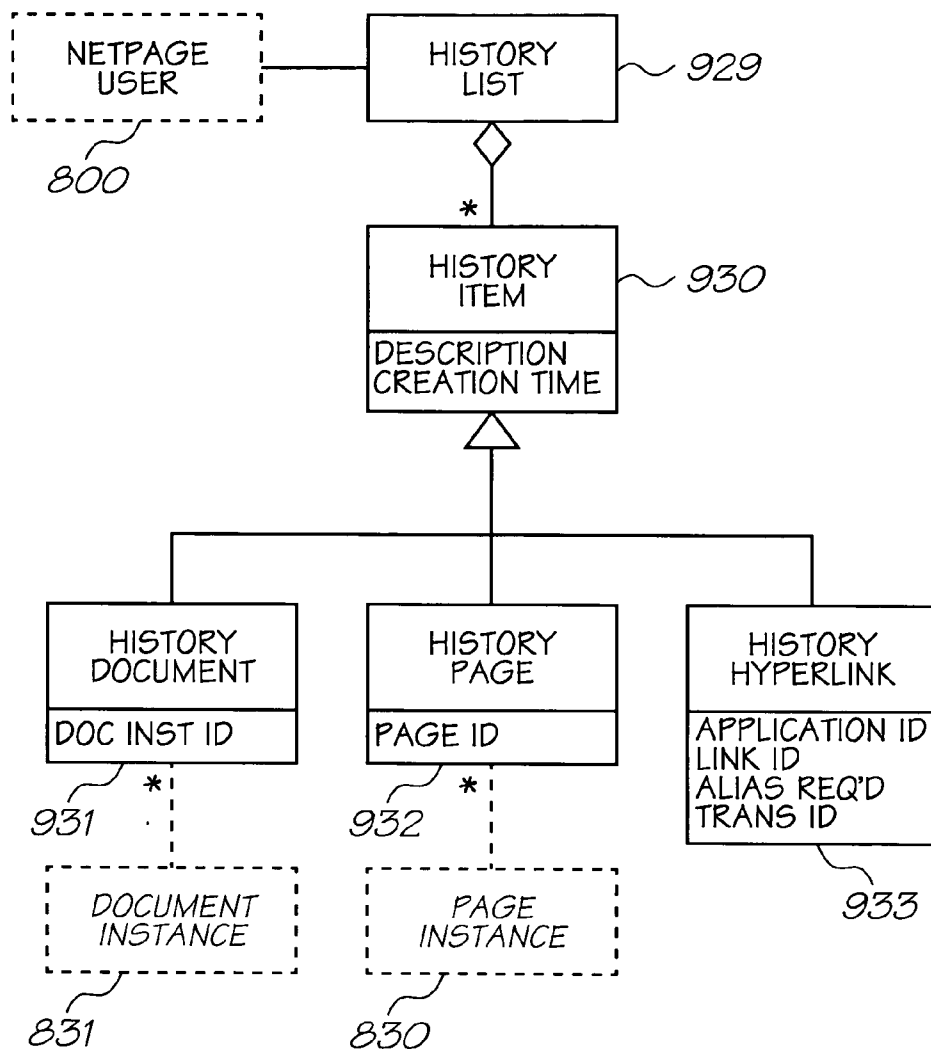 NETPAGE
USER
800
HISTORY
LIST
929
*
HISTORY
ITEM
930
DESCRIPTION
CREATION TIME
HISTORY
DOCUMENT
DOC INST ID
931
*
HISTORY
PAGE
PAGE ID
932
*
HISTORY
HYPERLINK
APPLICATION ID
LINK ID
ALIAS REQ'D
TRANS ID
933
DOCUMENT
INSTANCE
831
PAGE
INSTANCE
830